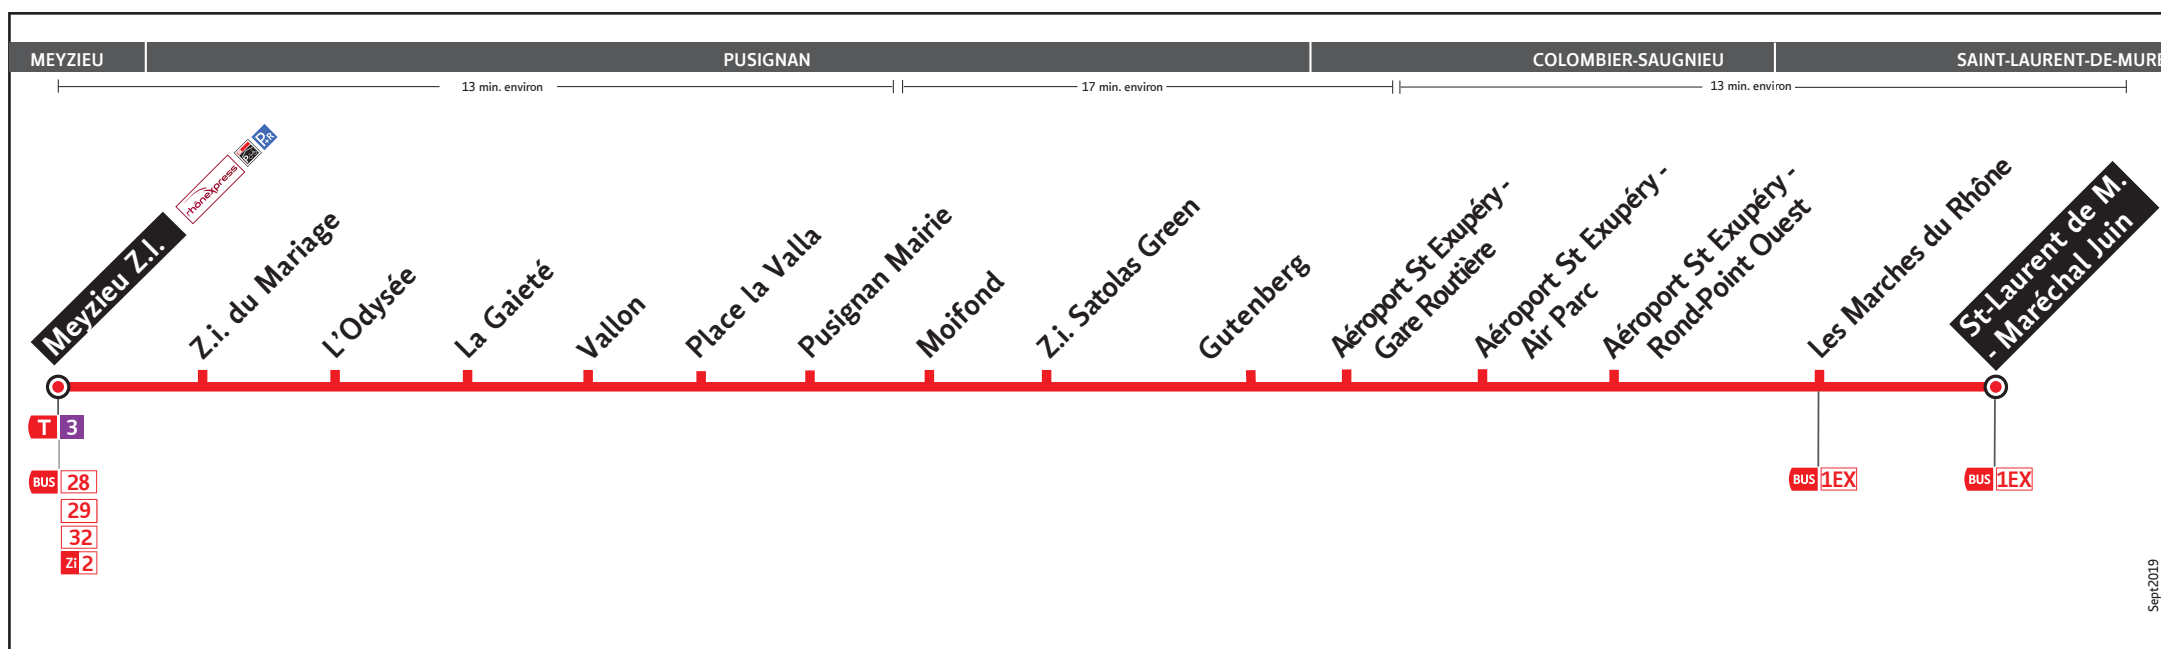 MEYZIEU
PUSIGNAN
COLOMBIER-SAUGNIEU
SAINT-LAURENT-DE-MURE
13 min. environ
17 min. environ
13 min. environ
Meyzieu Z.I.
rhônexpress
P+R
Z.i. du Mariage
L'Odysée
La Gaieté
Vallon
Place la Valla
Pusignan Mairie
Moïfond
Z.i. Satolas Green
Gutenberg
Aéroport St Exupéry -
Gare Routière
Aéroport St Exupéry -
Air Parc
Aéroport St Exupéry -
Rond-Point Ouest
Les Marches du Rhône
St-Laurent de M.
- Maréchal Juin
T 3
BUS 28
29
32
Zi 2
BUS 1EX
BUS 1EX
Sept2019